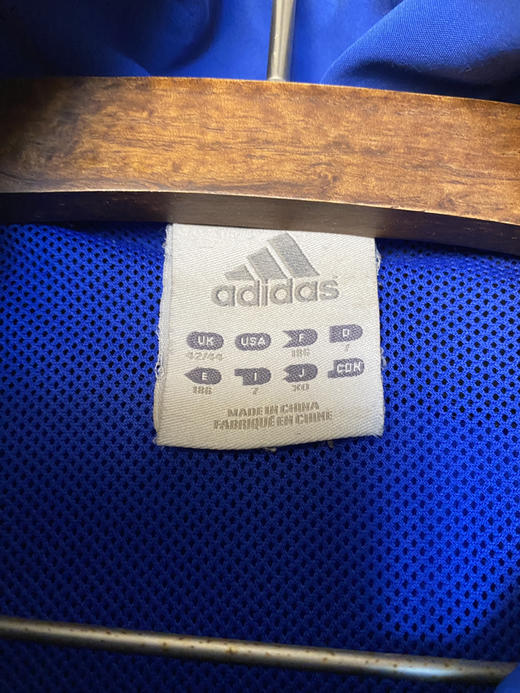 adidas
UK USA F D
42/44 186 7
E I J CDN
186 7 XO
MADE IN CHINA
FABRIQUÉ EN CHINE